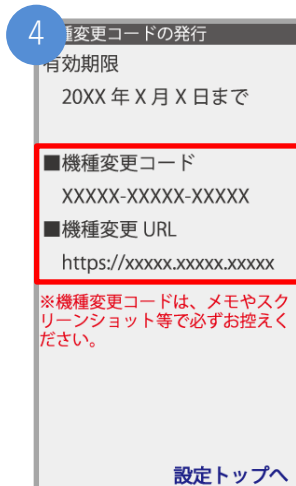 4
機種変更コードの発行
有効期限
20XX 年 X 月 X 日まで
■機種変更コード
XXXXX-XXXXX-XXXXX
■機種変更 URL
https://xxxxx.xxxxx.xxxxx
※機種変更コードは、メモやスク
リーンショット等で必ずお控えく
ださい。
設定トップへ